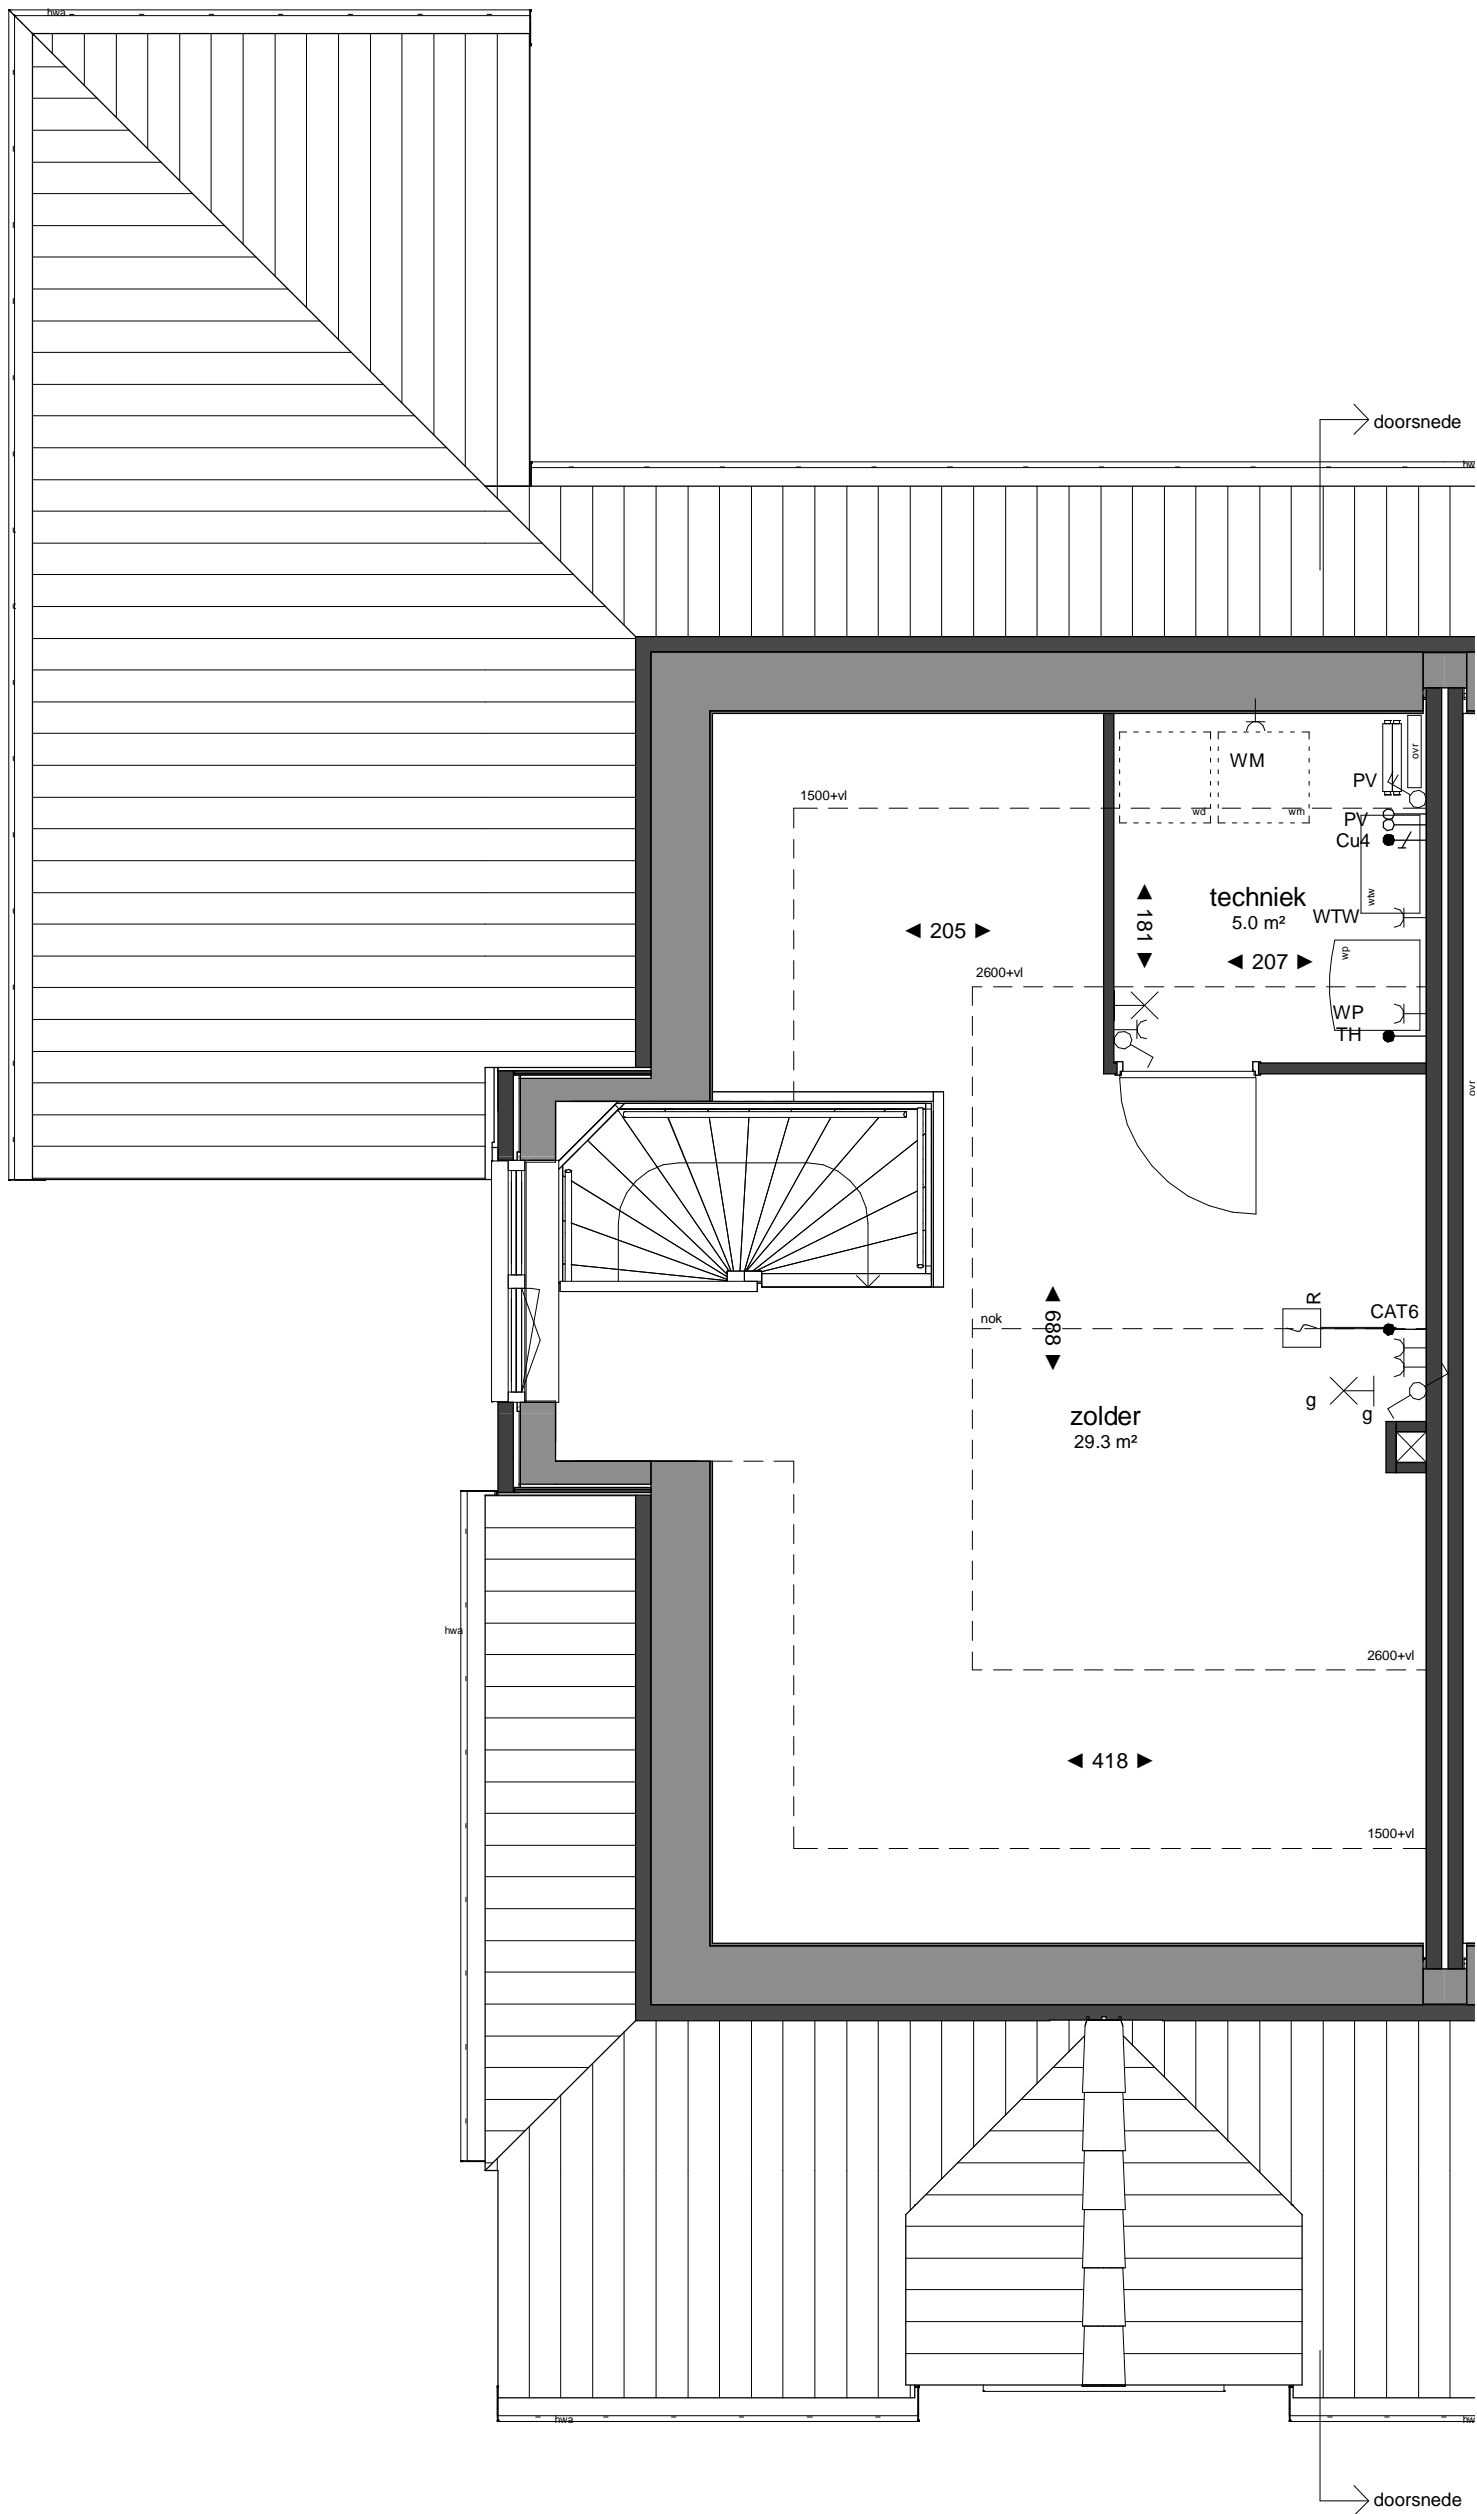 hwa
doorsnede
hwa
WM
ovr
PV
1500+vl
wd
wm
PV
Cu4
wtw
techniek
5.0 m²
181
WTW
◄ 205 ►
wp
◄ 207 ►
2600+vl
WP
TH
ovr
R
CAT6
nok
688
g
g
zolder
29.3 m²
hwa
2600+vl
◄ 418 ►
1500+vl
hwa
hwa
doorsnede